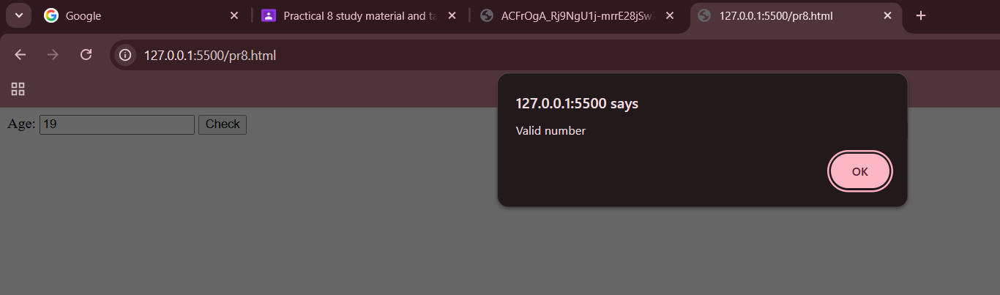 Google
Practical 8 study material and ta
ACFrOgA_Rj9NgU1j-mrrE28jSw
127.0.0.1:5500/pr8.html
127.0.0.1:5500/pr8.html
127.0.0.1:5500 says
Valid number
OK
Age: 19 Check